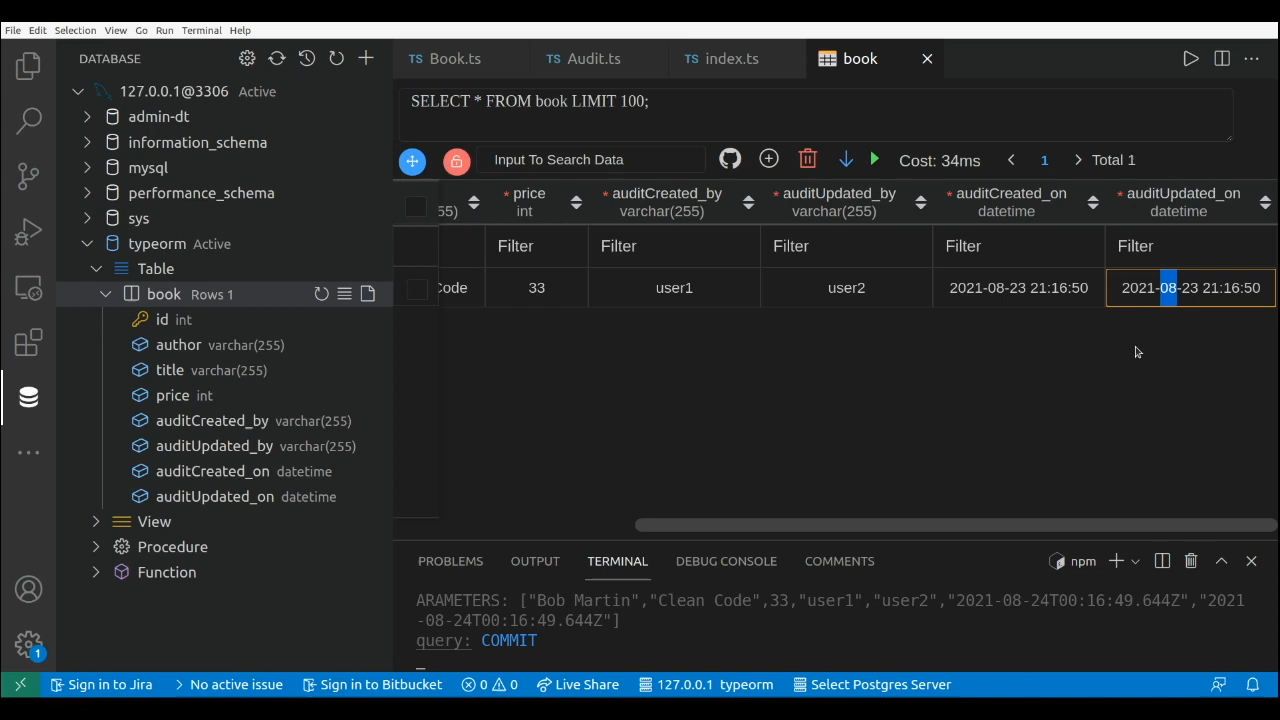 File Edit Selection View Go Run Terminal Help
DATABASE
127.0.0.1@3306 Active
admin-dt
information_schema
mysql
performance_schema
sys
typeorm Active
Table
book Rows 1
id int
author varchar(255)
title varchar(255)
price int
auditCreated_by varchar(255)
auditUpdated_by varchar(255)
auditCreated_on datetime
auditUpdated_on datetime
View
Procedure
Function
TS Book.ts TS Audit.ts TS index.ts book
SELECT * FROM book LIMIT 100;
Input To Search Data Cost: 34ms 1 Total 1
* price * auditCreated_by * auditUpdated_by * auditCreated_on * auditUpdated_on
55) int varchar(255) varchar(255) datetime datetime
Filter Filter Filter Filter Filter
Code 33 user1 user2 2021-08-23 21:16:50 2021-08-23 21:16:50
PROBLEMS OUTPUT TERMINAL DEBUG CONSOLE COMMENTS npm
ARAMETERS: ["Bob Martin","Clean Code",33,"user1","user2","2021-08-24T00:16:49.644Z","2021
-08-24T00:16:49.644Z"]
query: COMMIT
1
Sign in to Jira No active issue Sign in to Bitbucket 0 0 Live Share 127.0.0.1 typeorm Select Postgres Server